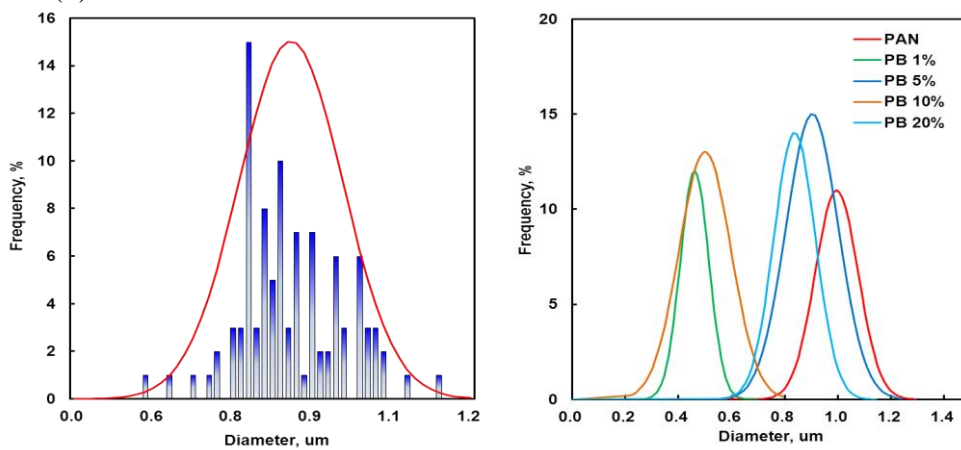 16
14
12
10
8
6
4
2
0
Frequency, %
0.0 0.6 0.8 0.9 1.1 1.2
Diameter, um
20
15
10
5
0
Frequency, %
PAN
PB 1%
PB 5%
PB 10%
PB 20%
0.0 0.2 0.4 0.6 0.8 1.0 1.2 1.4
Diameter, um